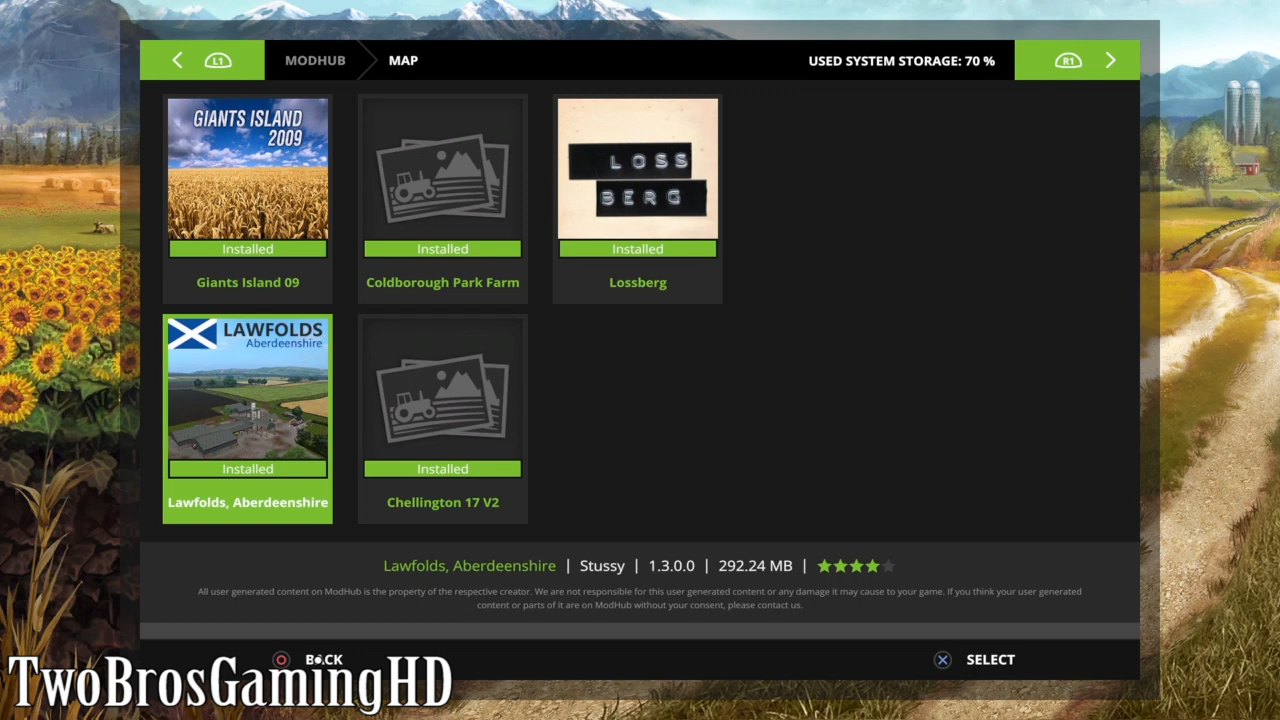 L1
MODHUB
MAP
USED SYSTEM STORAGE: 70 %
R1
GIANTS ISLAND
2009
Installed
Giants Island 09
Installed
Coldborough Park Farm
LOSS
BERG
Installed
Lossberg
LAWFOLDS
Aberdeenshire
Installed
Lawfolds, Aberdeenshire
Installed
Chellington 17 V2
Lawfolds, Aberdeenshire | Stussy | 1.3.0.0 | 292.24 MB |
All user generated content on ModHub is the property of the respective creator. We are not responsible for this user generated content or any damage it may cause to your game. If you think your user generated
content or parts of it are on ModHub without your consent, please contact us.
BACK
SELECT
TwoBrosGamingHD